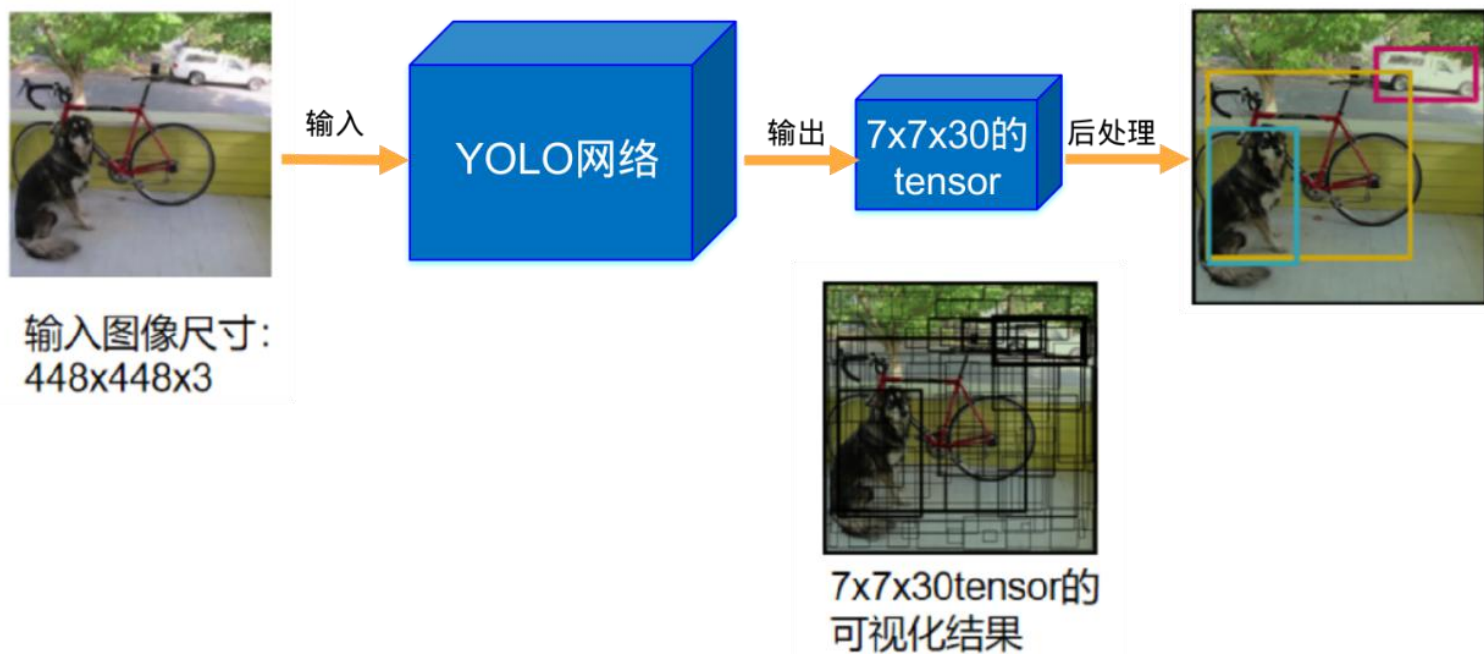 输入
YOLO网络
输出
7x7x30的
tensor
后处理
输入图像尺寸：
448x448x3
7x7x30tensor的
可视化结果